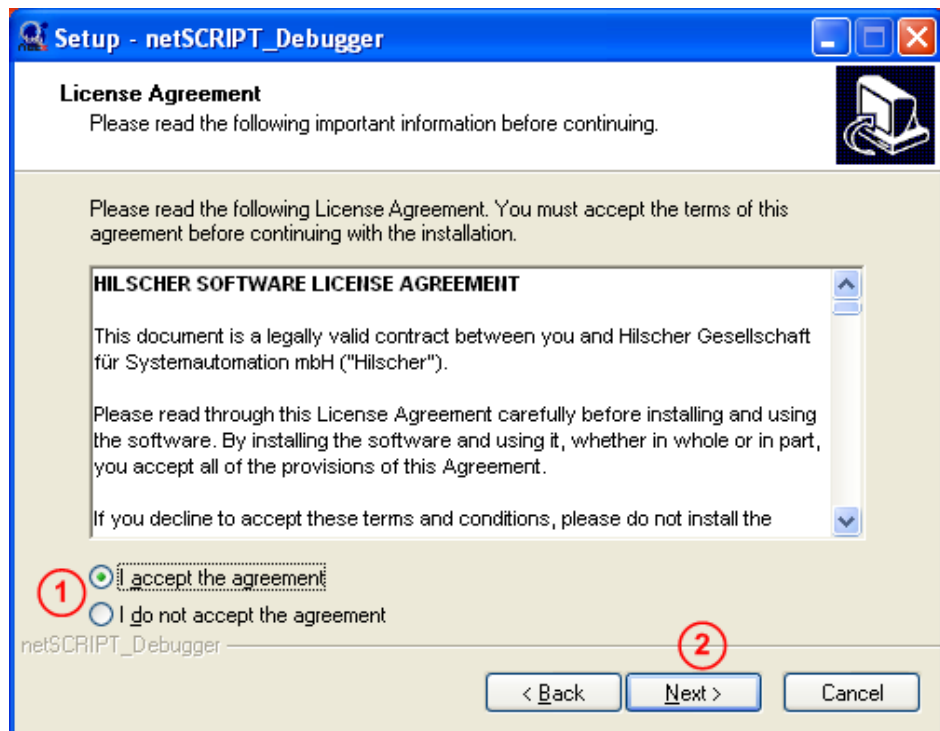 Setup - netSCRIPT_Debugger
License Agreement
Please read the following important information before continuing.
Please read the following License Agreement. You must accept the terms of this
agreement before continuing with the installation.
HILSCHER SOFTWARE LICENSE AGREEMENT
This document is a legally valid contract between you and Hilscher Gesellschaft
für Systemautomation mbH ("Hilscher").
Please read through this License Agreement carefully before installing and using
the software. By installing the software and using it, whether in whole or in part,
you accept all of the provisions of this Agreement.
If you decline to accept these terms and conditions, please do not install the
1
I accept the agreement
I do not accept the agreement
netSCRIPT_Debugger
2
< Back
Next >
Cancel